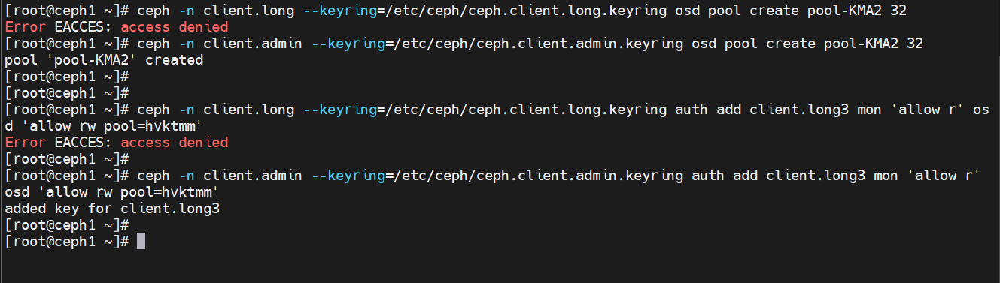 [root@ceph1 ~]# ceph -n client.long --keyring=/etc/ceph/ceph.client.long.keyring osd pool create pool-KMA2 32
Error EACCES: access denied
[root@ceph1 ~]# ceph -n client.admin --keyring=/etc/ceph/ceph.client.admin.keyring osd pool create pool-KMA2 32
pool 'pool-KMA2' created
[root@ceph1 ~]#
[root@ceph1 ~]#
[root@ceph1 ~]# ceph -n client.long --keyring=/etc/ceph/ceph.client.long.keyring auth add client.long3 mon 'allow r' os
d 'allow rw pool=hvktmm'
Error EACCES: access denied
[root@ceph1 ~]#
[root@ceph1 ~]# ceph -n client.admin --keyring=/etc/ceph/ceph.client.admin.keyring auth add client.long3 mon 'allow r'
osd 'allow rw pool=hvktmm'
added key for client.long3
[root@ceph1 ~]#
[root@ceph1 ~]#